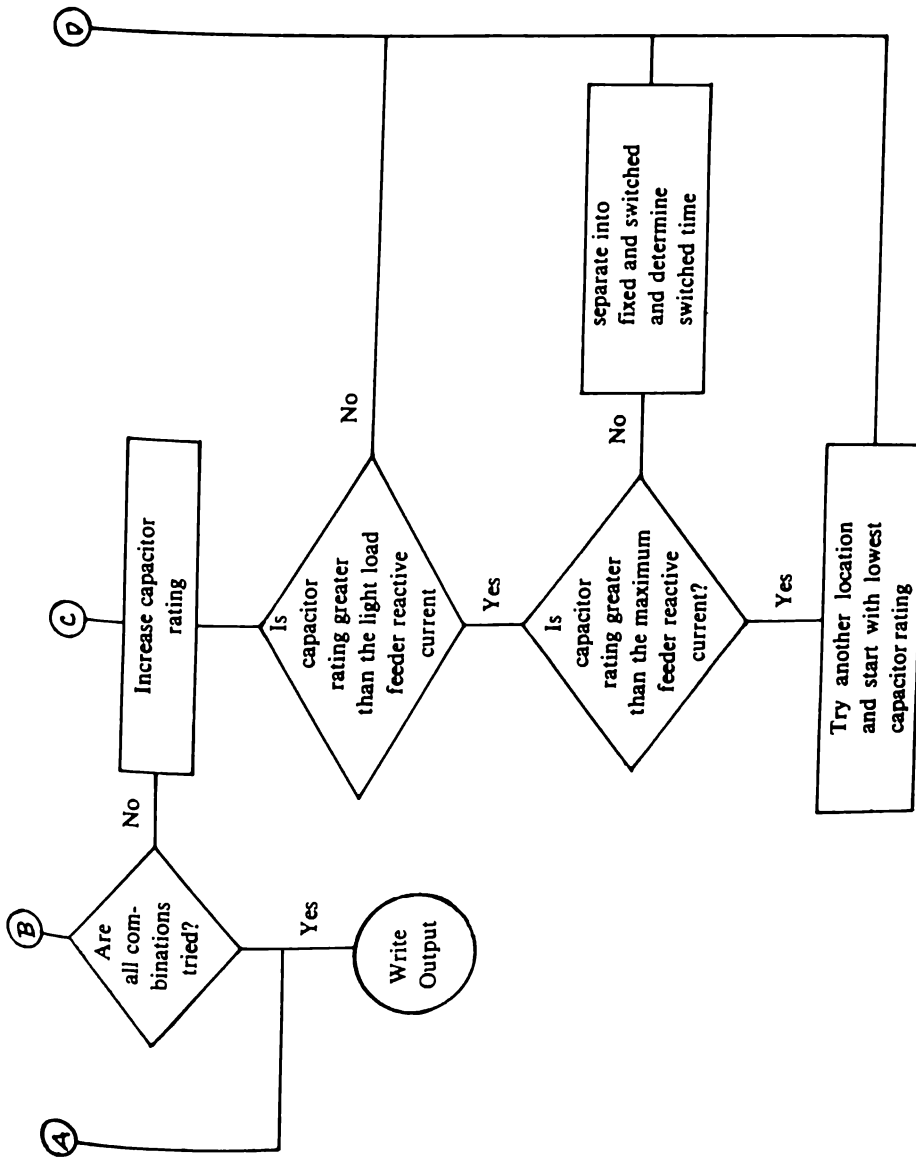 A
B
C
D
Are
all com-
binations
tried?
No
Yes
Write
Output
Increase capacitor
rating
Is
capacitor
rating greater
than the light load
feeder reactive
current
No
Yes
Is
capacitor
rating greater
than the maximum
feeder reactive
current?
No
separate into
fixed and switched
and determine
switched time
Yes
Try another location
and start with lowest
capacitor rating